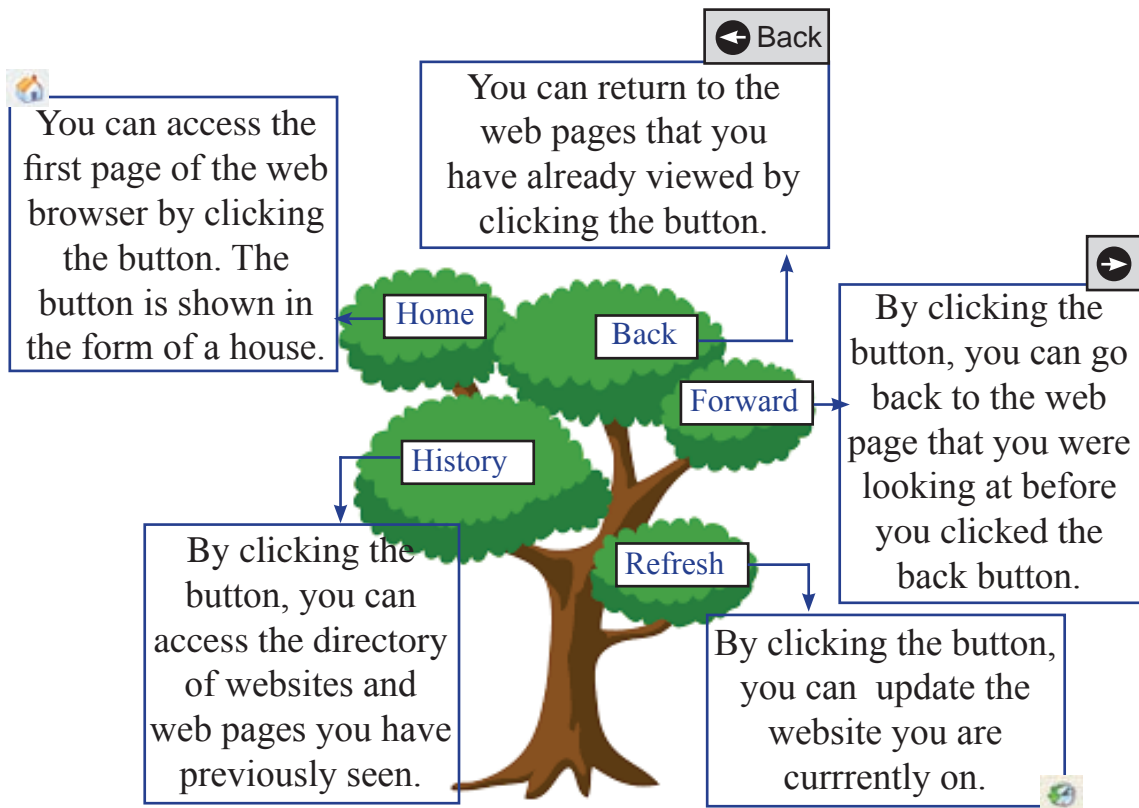 Back
You can return to the
web pages that you
have already viewed by
clicking the button.
You can access the
first page of the web
browser by clicking
the button. The
button is shown in
the form of a house.
Home
Back
Forward
History
Refresh
By clicking the
button, you can go
back to the web
page that you were
looking at before
you clicked the
back button.
By clicking the
button, you can
access the directory
of websites and
web pages you have
previously seen.
By clicking the button,
you can update the
website you are
currrently on.